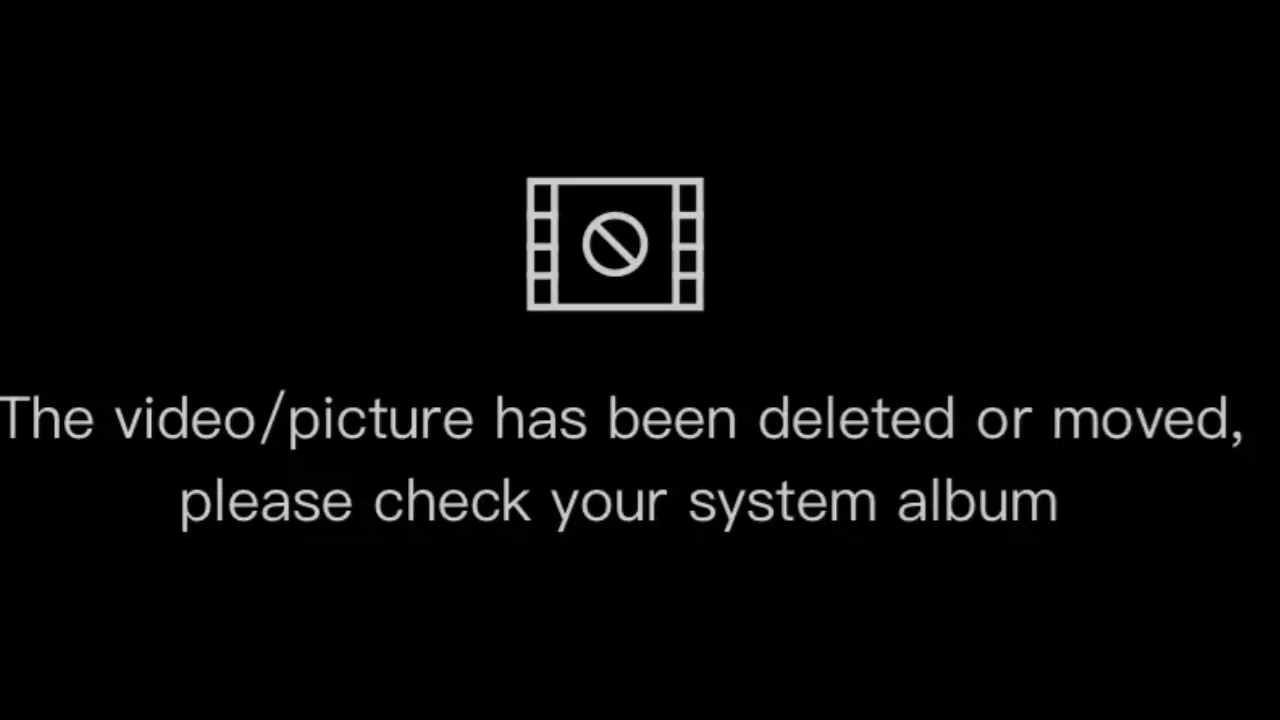 The video/picture has been deleted or moved,
please check your system album